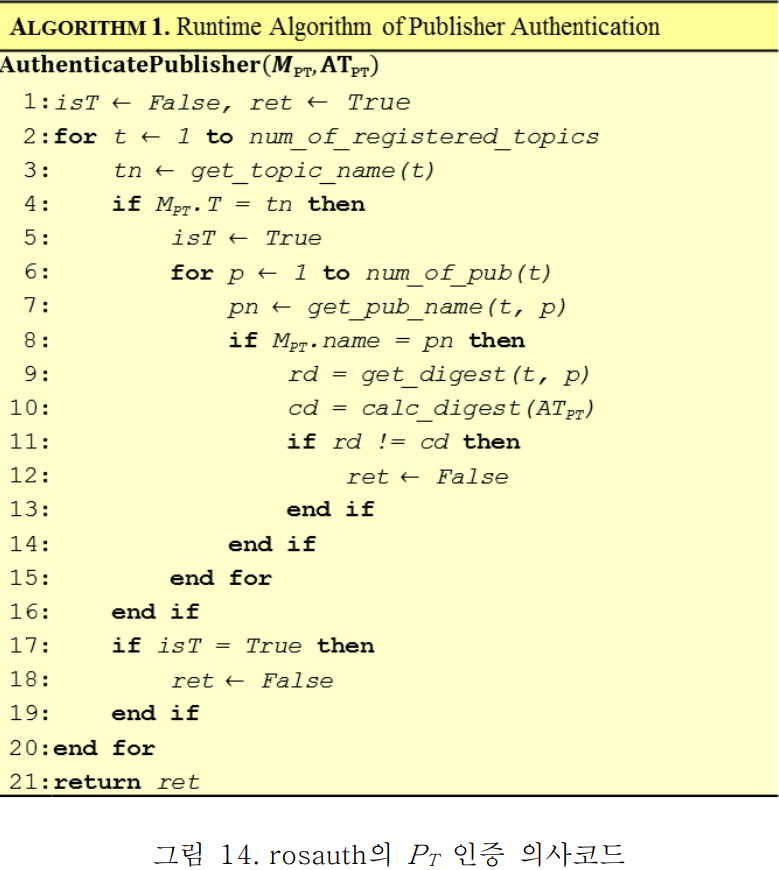 ALGORITHM 1. Runtime Algorithm of Publisher Authentication
AuthenticatePublisher(M_PT, AT_PT)
1: isT ← False, ret ← True
2: for t ← 1 to num_of_registered_topics
3: tn ← get_topic_name(t)
4: if M_PT.T = tn then
5: isT ← True
6: for p ← 1 to num_of_pub(t)
7: pn ← get_pub_name(t, p)
8: if M_PT.name = pn then
9: rd = get_digest(t, p)
10: cd = calc_digest(AT_PT)
11: if rd != cd then
12: ret ← False
13: end if
14: end if
15: end for
16: end if
17: if isT = True then
18: ret ← False
19: end if
20: end for
21: return ret
그림 14. rosauth의 P_T 인증 의사코드